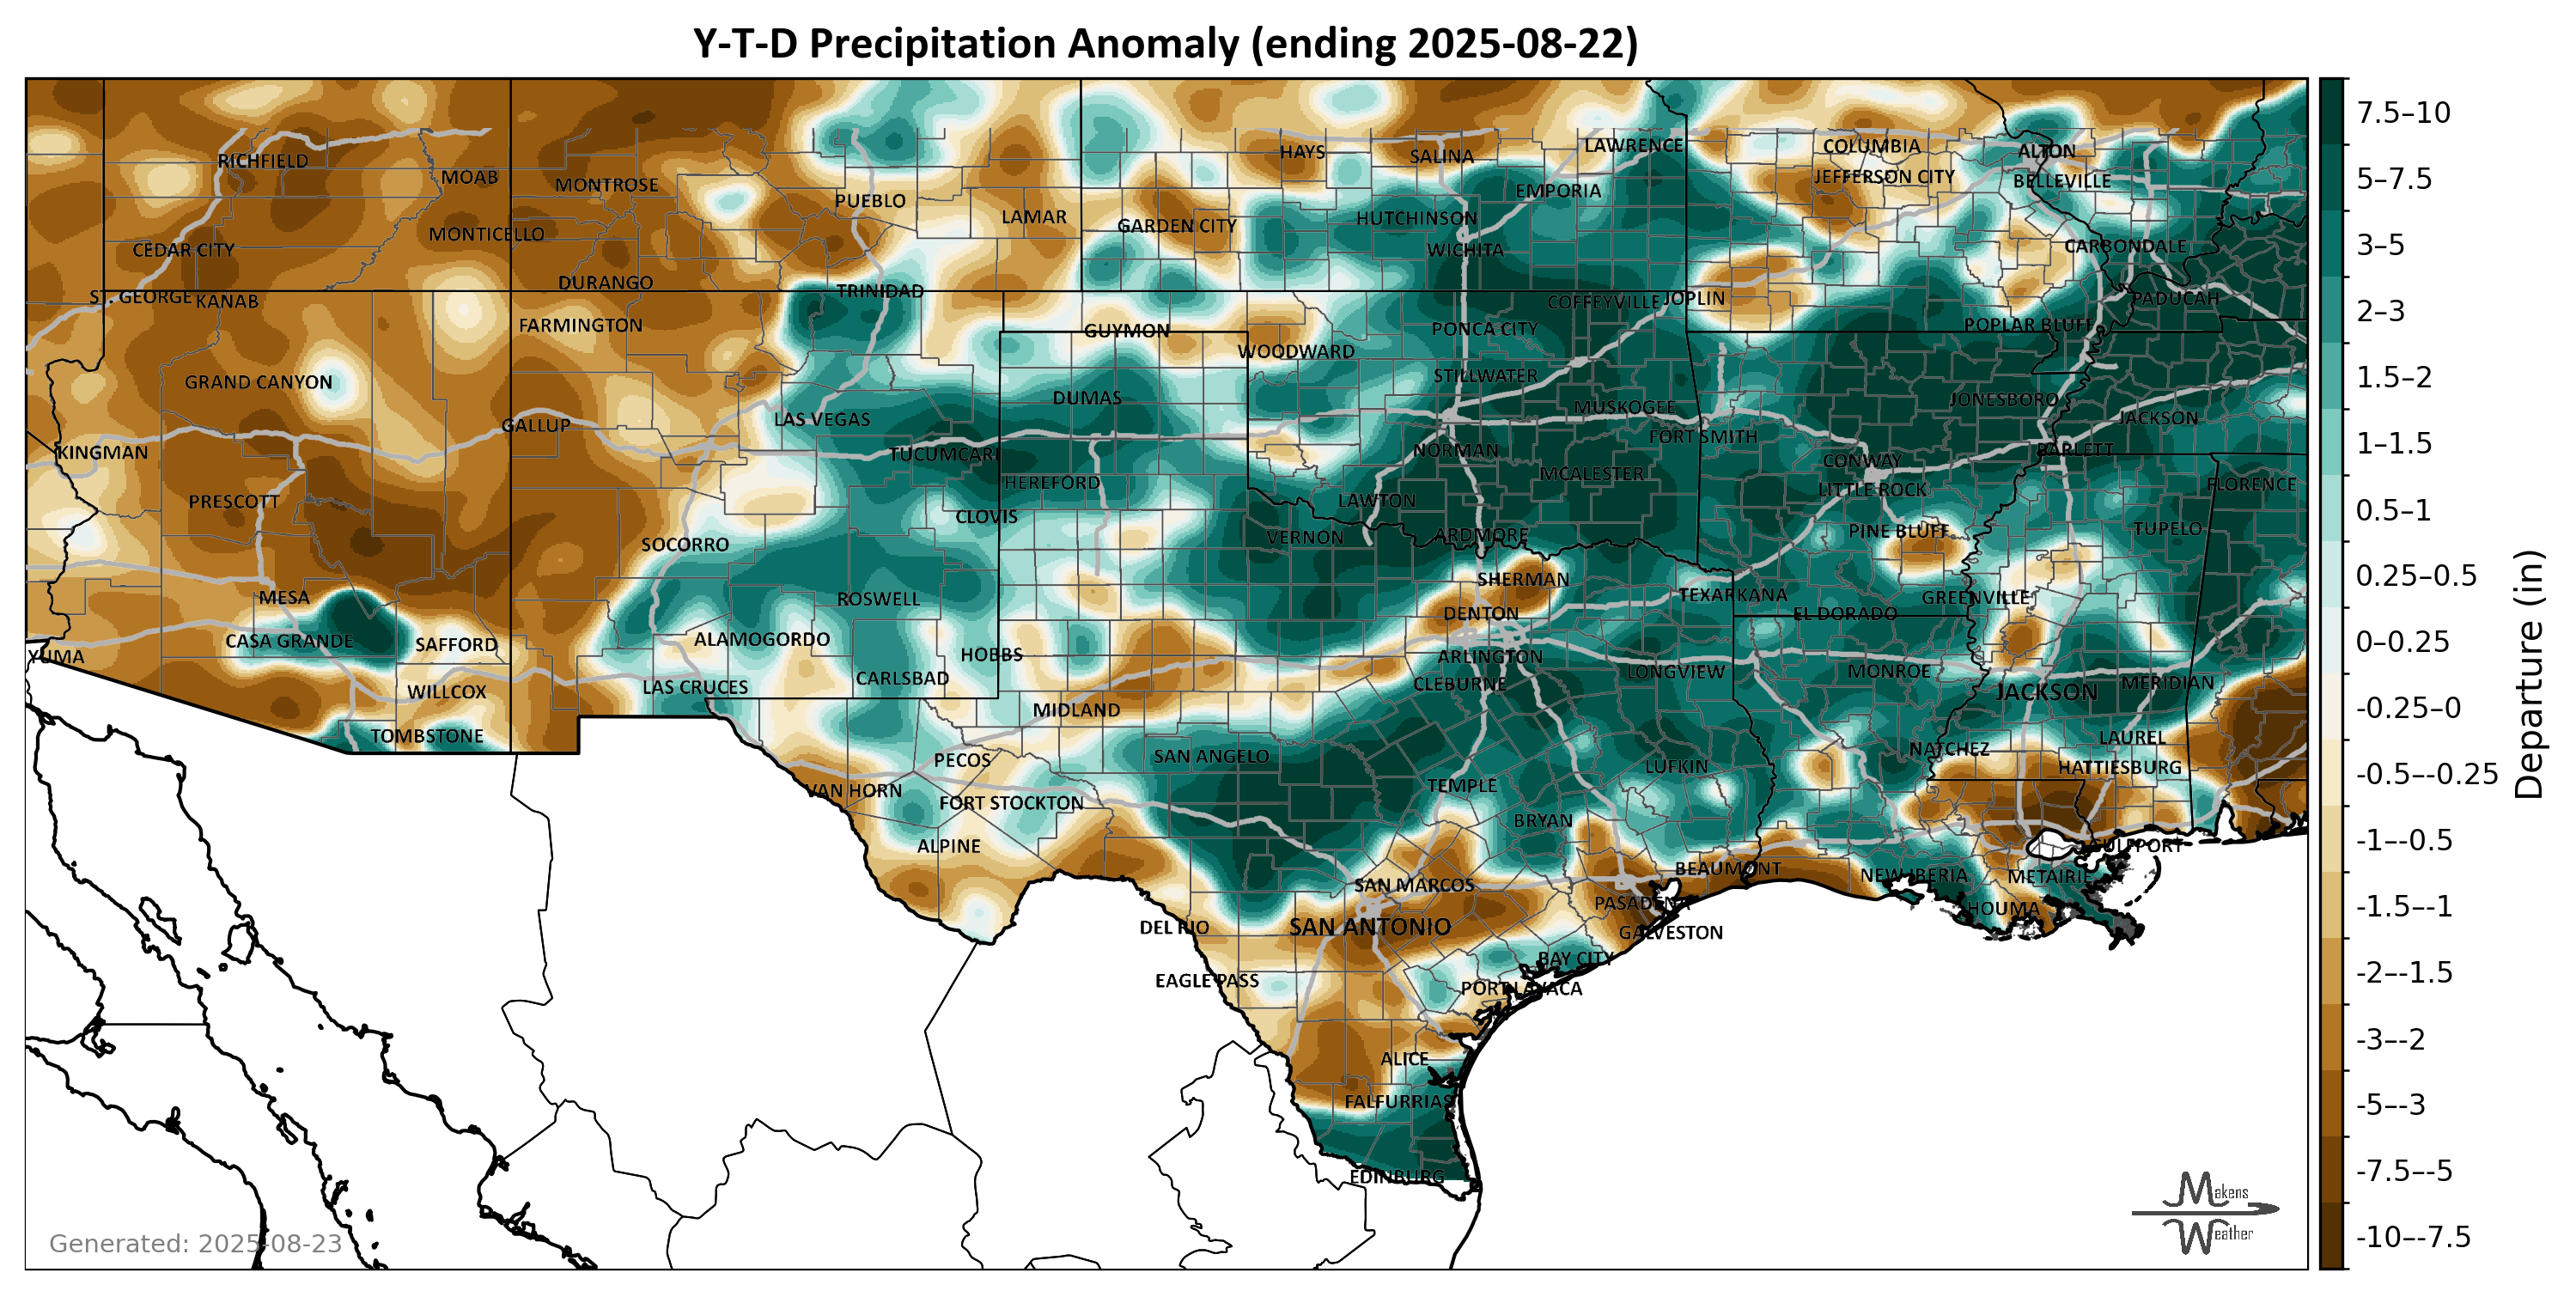 Y-T-D Precipitation Anomaly (ending 2025-08-22)
RICHFIELD
MOAB
MONTROSE
PUEBLO
LAMAR
HAYS
SALINA
LAWRENCE
COLUMBIA
ALTON
JEFFERSON CITY
BELLEVILLE
EMPORIA
GARDEN CITY
HUTCHINSON
MONTICELLO
CEDAR CITY
WICHITA
CARBONDALE
DURANGO
TRINIDAD
ST. GEORGE
KANAB
COFFEYVILLE
JOPLIN
PADUCAH
FARMINGTON
GUYMON
PONCA CITY
POPLAR BLUFF
WOODWARD
GRAND CANYON
STILLWATER
DUMAS
MUSKOGEE
JONESBORO
GALLUP
LAS VEGAS
JACKSON
FORT SMITH
KINGMAN
TUCUMCARI
NORMAN
BARTLETT
CONWAY
HEREFORD
MCALESTER
LITTLE ROCK
FLORENCE
PRESCOTT
LAWTON
CLOVIS
PINE BLUFF
TUPELO
SOCORRO
VERNON
ARDMORE
SHERMAN
MESA
ROSWELL
TEXARKANA
GREENVILLE
DENTON
EL DORADO
CASA GRANDE
SAFFORD
ALAMOGORDO
YUMA
HOBBS
ARLINGTON
LONGVIEW
MONROE
CARLSBAD
CLEBURNE
MERIDIAN
WILLCOX
LAS CRUCES
JACKSON
MIDLAND
TOMBSTONE
LAUREL
NATCHEZ
SAN ANGELO
PECOS
LUFKIN
HATTIESBURG
TEMPLE
VAN HORN
FORT STOCKTON
BRYAN
ALPINE
GULFPORT
BEAUMONT
NEW IBERIA
METAIRIE
SAN MARCOS
PASADENA
HOUMA
DEL RIO
SAN ANTONIO
GALVESTON
BAY CITY
EAGLE PASS
PORT LAVACA
ALICE
FALFURRIAS
EDINBURG
Generated: 2025-08-23
Makens
Weather
7.5–10
5–7.5
3–5
2–3
1.5–2
1–1.5
0.5–1
0.25–0.5
0–0.25
-0.25–0
-0.5–-0.25
-1–-0.5
-1.5–-1
-2–-1.5
-3–-2
-5–-3
-7.5–-5
-10–-7.5
Departure (in)